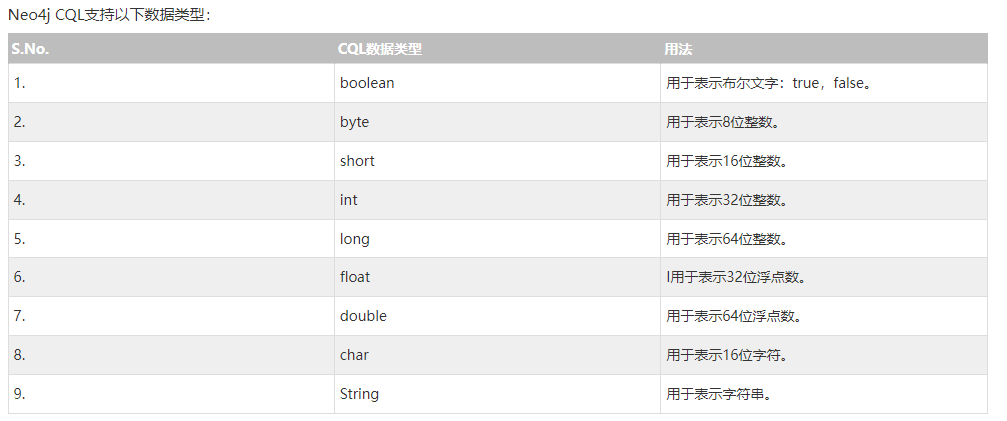 Neo4j CQL支持以下数据类型：
S.No. CQL数据类型 用法
1. boolean 用于表示布尔文字：true，false。
2. byte 用于表示8位整数。
3. short 用于表示16位整数。
4. int 用于表示32位整数。
5. long 用于表示64位整数。
6. float I用于表示32位浮点数。
7. double 用于表示64位浮点数。
8. char 用于表示16位字符。
9. String 用于表示字符串。